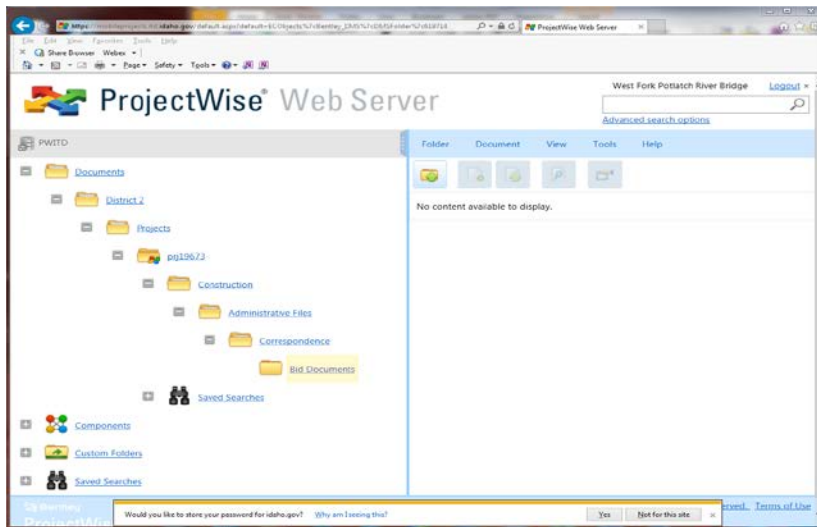 ProjectWise Web Server
File Edit View Favorites Tools Help
Share Browser Webex
Page Safety Tools
ProjectWise® Web Server
West Fork Potlatch River Bridge Logout
Advanced search options
PWITD
Folder Document View Tools Help
Documents
No content available to display.
District 2
Projects
Construction
Administrative Files
Correspondence
Bid Documents
Saved Searches
Components
Custom Folders
Saved Searches
Would you like to store your password for idaho.gov? Why am I seeing this? Yes Not for this site
Terms of Use